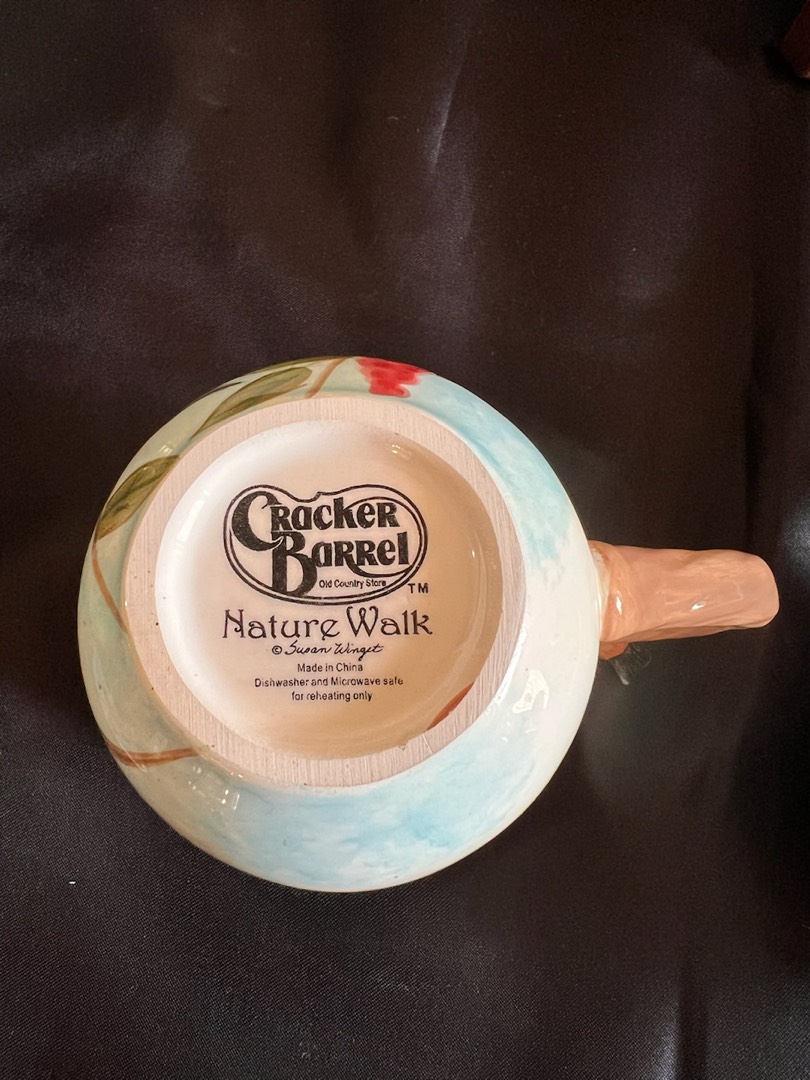 Cracker
Barrel
Old Country Store
TM
Nature Walk
© Susan Winget
Made in China
Dishwasher and Microwave safe
for reheating only